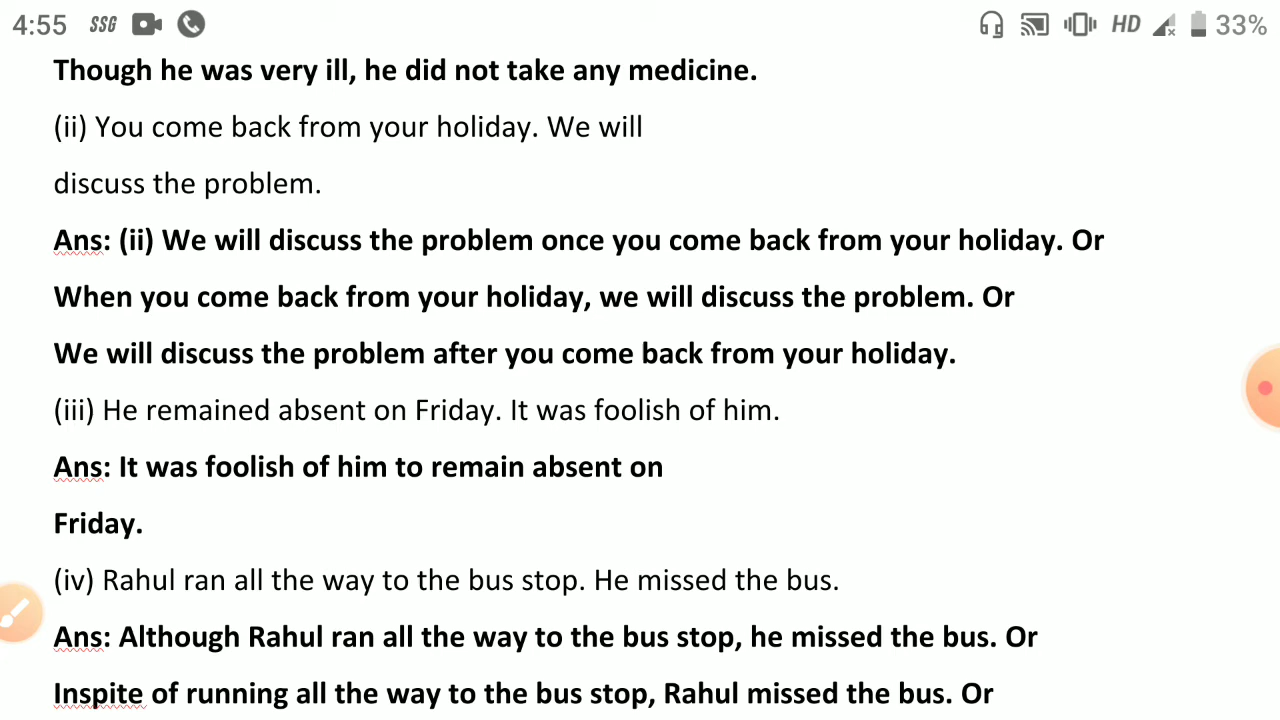 4:55 SSG HD 33%
Though he was very ill, he did not take any medicine.
(ii) You come back from your holiday. We will
discuss the problem.
Ans: (ii) We will discuss the problem once you come back from your holiday. Or
When you come back from your holiday, we will discuss the problem. Or
We will discuss the problem after you come back from your holiday.
(iii) He remained absent on Friday. It was foolish of him.
Ans: It was foolish of him to remain absent on
Friday.
(iv) Rahul ran all the way to the bus stop. He missed the bus.
Ans: Although Rahul ran all the way to the bus stop, he missed the bus. Or
Inspite of running all the way to the bus stop, Rahul missed the bus. Or